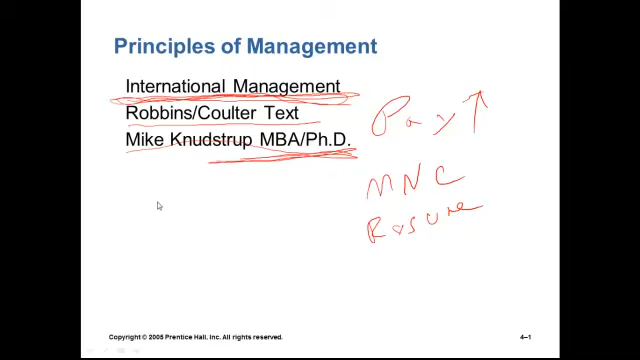 Principles of Management
International Management
Robbins/Coulter Text
Mike Knudstrup MBA/Ph.D.
Pay
MNC
Resume
Copyright © 2005 Prentice Hall, Inc. All rights reserved.
4–1